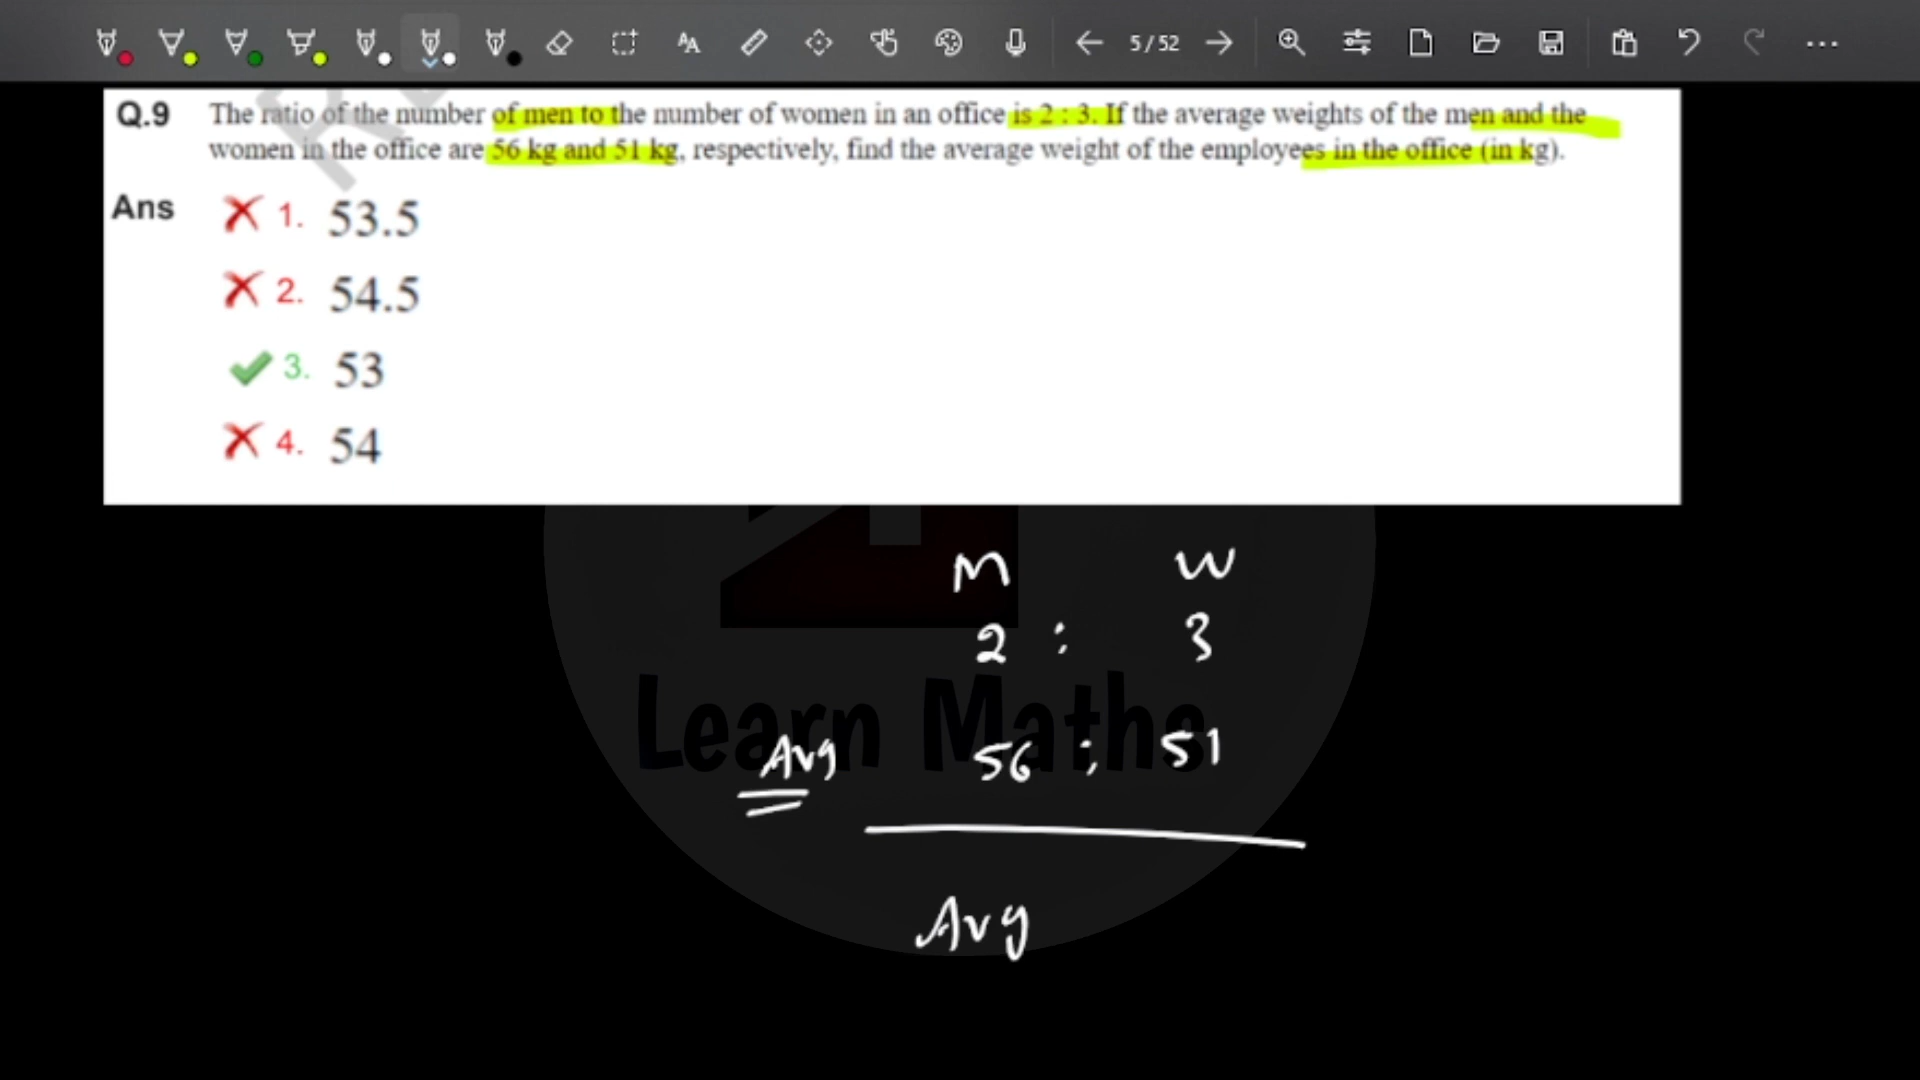 5 / 52
Q.9 The ratio of the number of men to the number of women in an office is 2 : 3. If the average weights of the men and the
women in the office are 56 kg and 51 kg, respectively, find the average weight of the employees in the office (in kg).
Ans 1. 53.5
2. 54.5
3. 53
4. 54
M W
2 : 3
Learn Maths
Avg 56 : 51
Avg